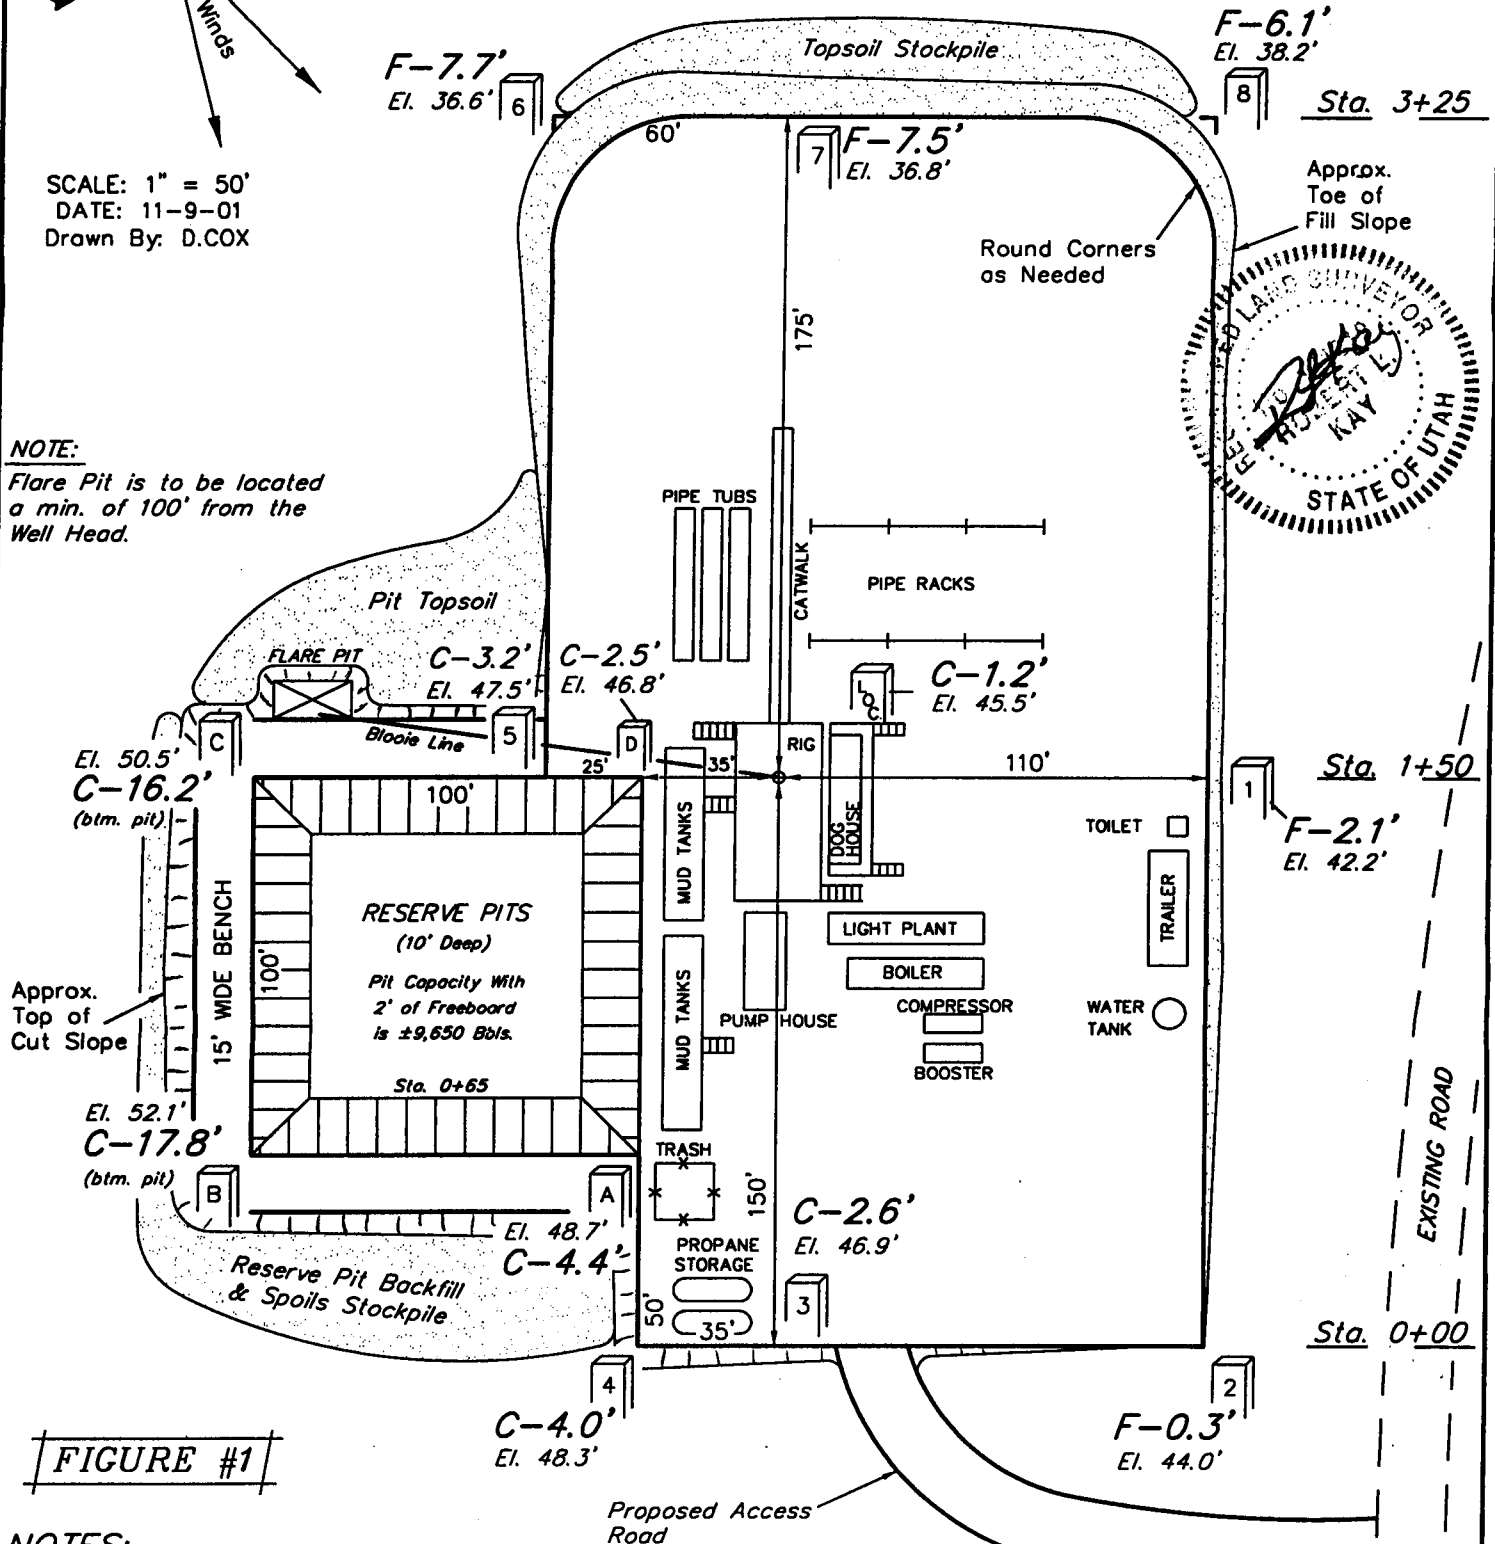 Winds
F-7.7'
El. 36.6'
6
Topsoil Stockpile
F-6.1'
El. 38.2'
8
Sta. 3+25
60'
7
F-7.5'
El. 36.8'
SCALE: 1" = 50'
DATE: 11-9-01
Drawn By: D.COX
Approx.
Toe of
Fill Slope
Round Corners
as Needed
175'
LAND SURVEYOR
ROBERT L.
KAY
STATE OF UTAH
NOTE:
Flare Pit is to be located
a min. of 100' from the
Well Head.
PIPE TUBS
CATWALK
PIPE RACKS
Pit Topsoil
FLARE PIT
C-3.2'
El. 47.5'
C-2.5'
El. 46.8'
LOC.
C-1.2'
El. 45.5'
C
Blooie Line
5
D
RIG
El. 50.5'
C-16.2'
(btm. pit)
100'
25'
35'
110'
Sta. 1+50
1
F-2.1'
El. 42.2'
MUD TANKS
DOG
HOUSE
TOILET
TRAILER
15' WIDE BENCH
100'
RESERVE PITS
(10' Deep)
Pit Capacity With
2' of Freeboard
is ±9,650 Bbls.
Sta. 0+65
LIGHT PLANT
BOILER
COMPRESSOR
BOOSTER
PUMP HOUSE
MUD TANKS
WATER
TANK
Approx.
Top of
Cut Slope
El. 52.1'
C-17.8'
(btm. pit)
B
A
TRASH
150'
EXISTING ROAD
El. 48.7'
C-4.4'
C-2.6'
El. 46.9'
PROPANE
STORAGE
Reserve Pit Backfill
& Spoils Stockpile
50'
35'
3
Sta. 0+00
4
C-4.0'
El. 48.3'
2
F-0.3'
El. 44.0'
FIGURE #1
Proposed Access
Road
NOTES: